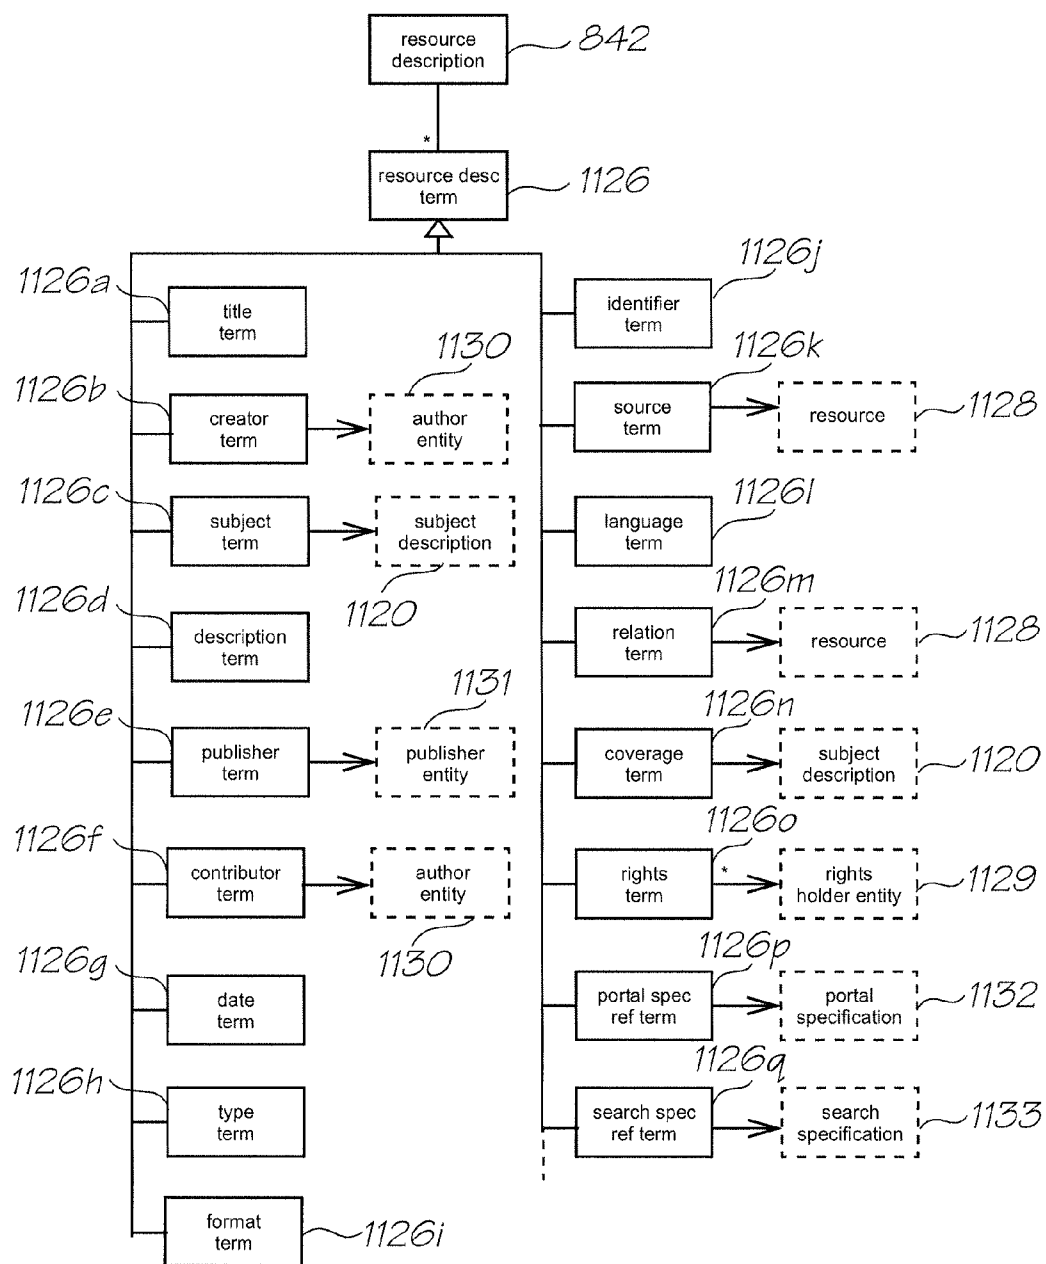 resource
description
842
*
resource desc
term
1126
1126a
title
term
1126b
creator
term
1130
author
entity
1126c
subject
term
subject
description
1120
1126d
description
term
1126e
publisher
term
1131
publisher
entity
1126f
contributor
term
author
entity
1130
1126g
date
term
1126h
type
term
format
term
1126i
1126j
identifier
term
1126k
source
term
resource
1128
1126l
language
term
1126m
relation
term
resource
1128
1126n
coverage
term
subject
description
1120
1126o
rights
term
*
rights
holder entity
1129
1126p
portal spec
ref term
portal
specification
1132
1126q
search spec
ref term
search
specification
1133